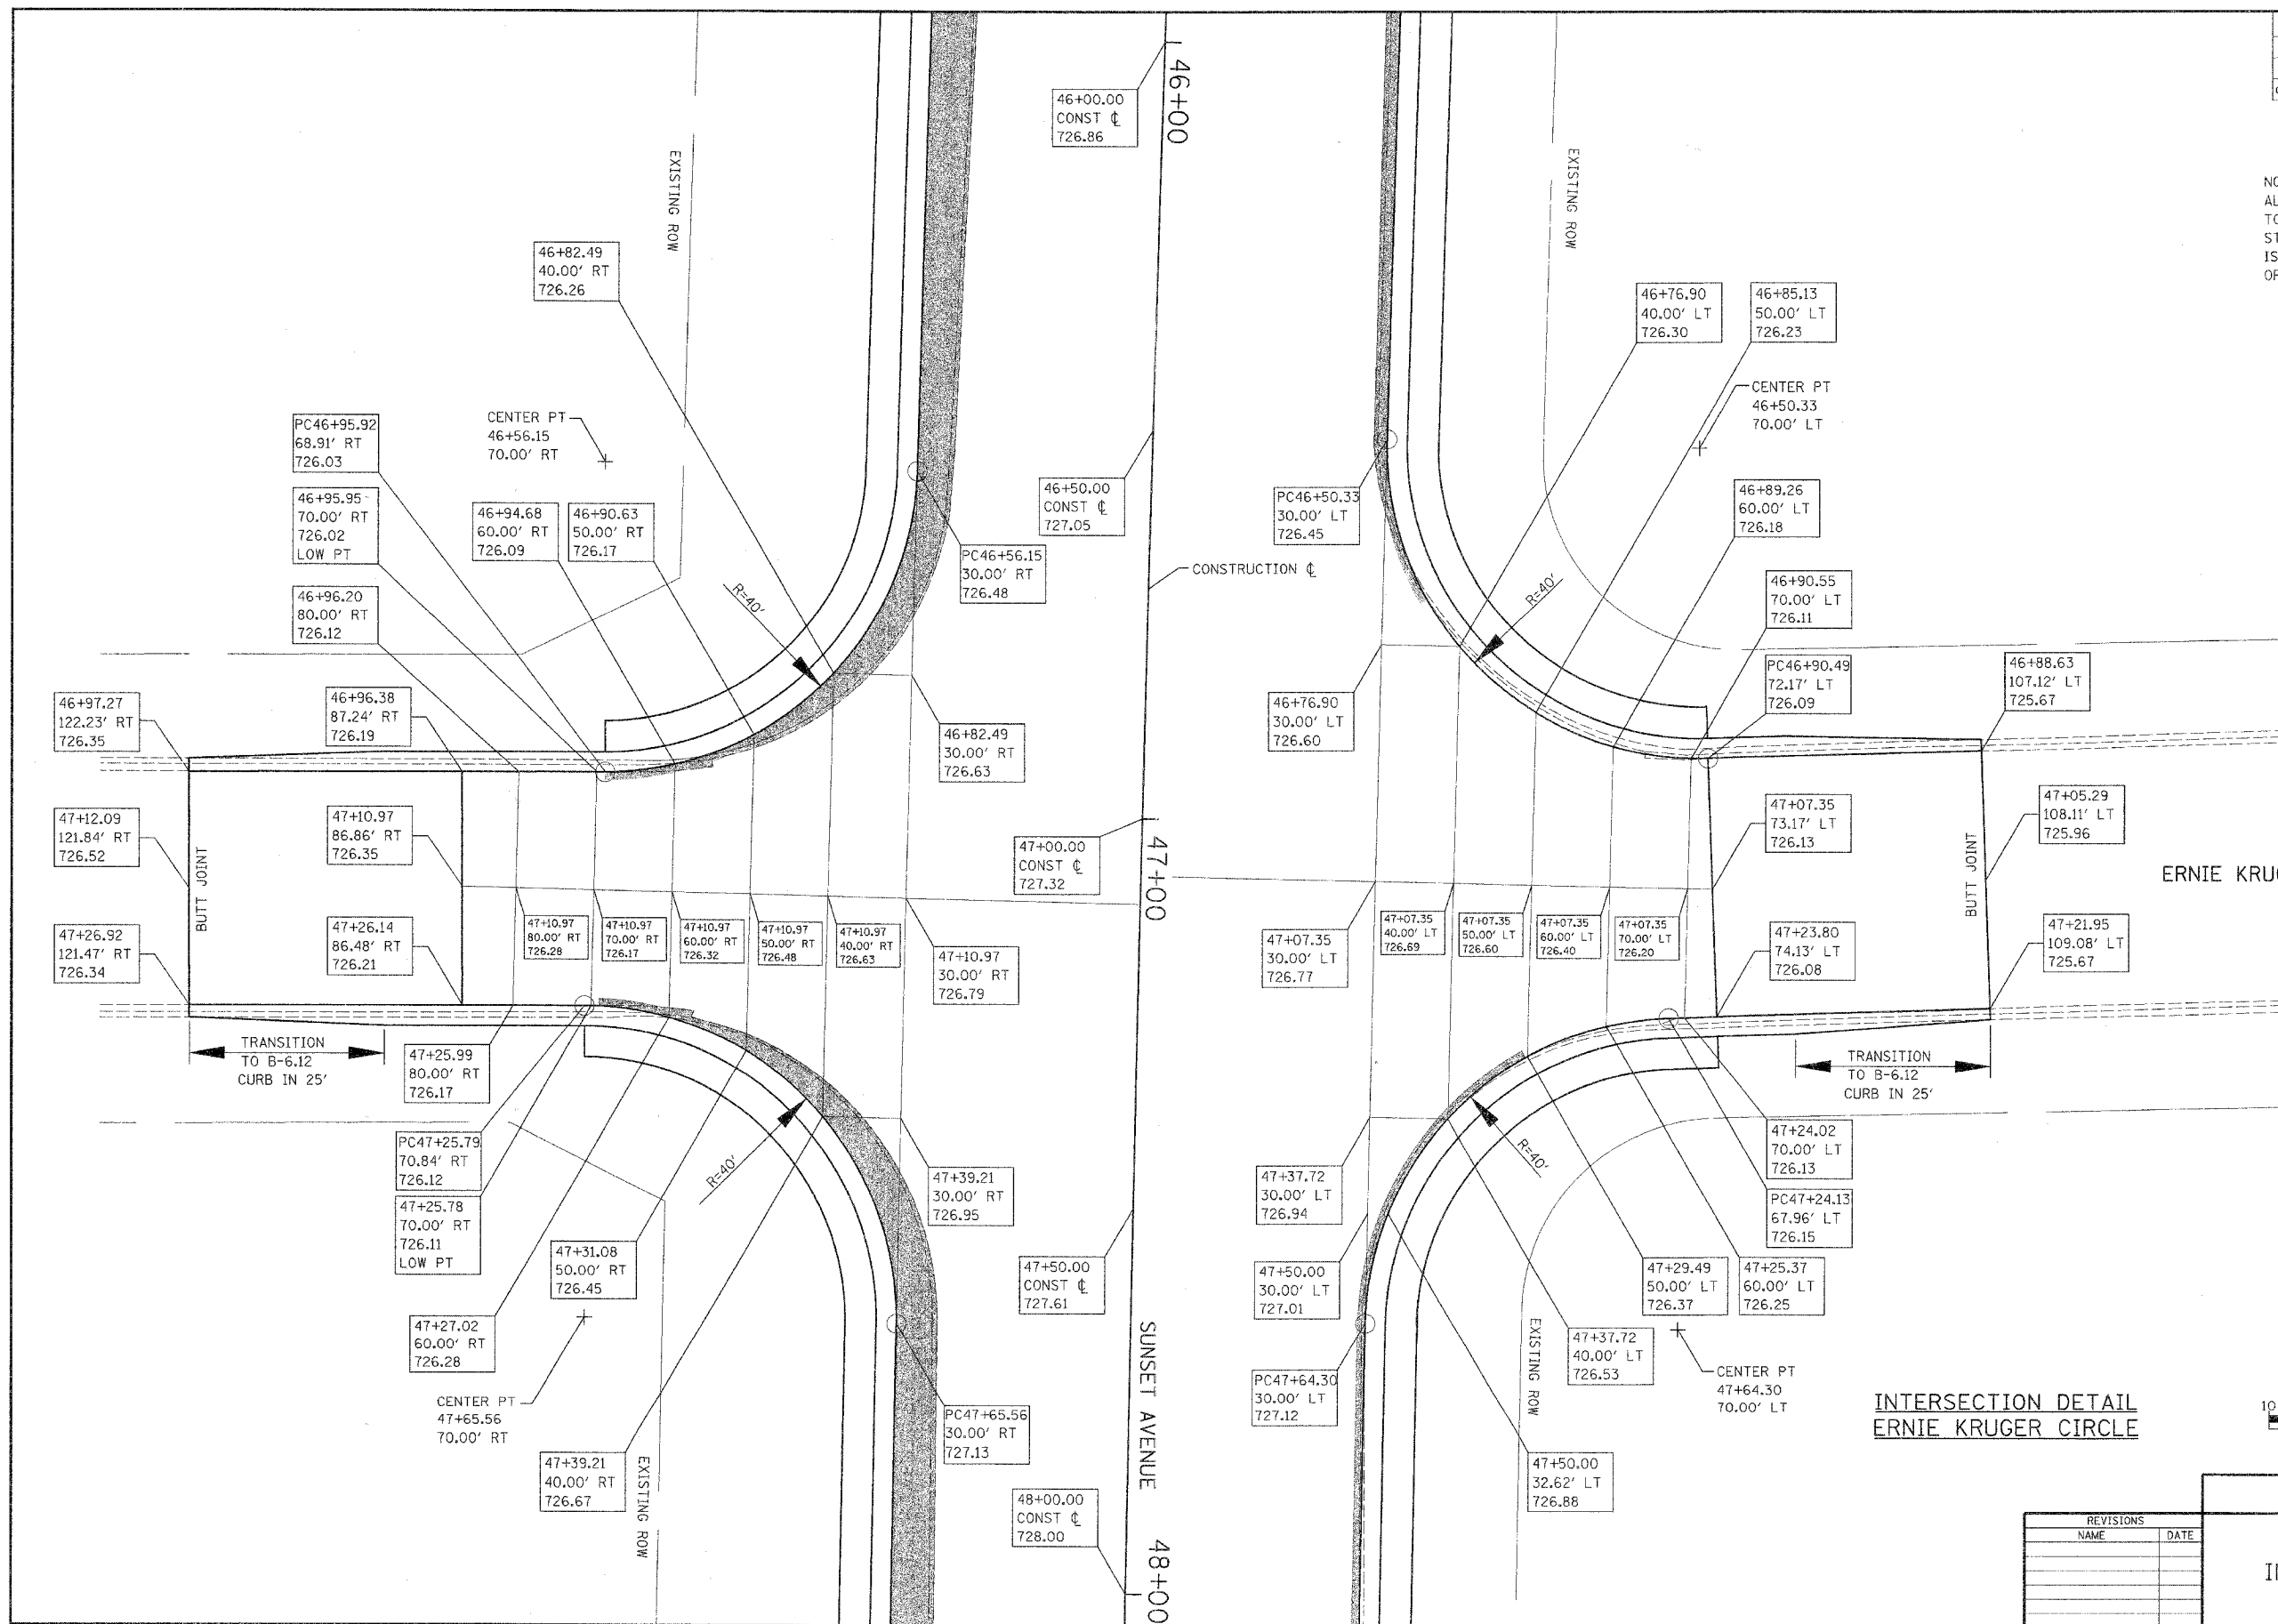 46+00.00
CONST ℄
726.86
46+00
EXISTING ROW
EXISTING ROW
NO
AL
TO
ST
IS
OF
46+82.49
40.00' RT
726.26
46+76.90
40.00' LT
726.30
46+85.13
50.00' LT
726.23
CENTER PT
46+50.33
70.00' LT
PC46+95.92
68.91' RT
726.03
CENTER PT
46+56.15
70.00' RT
46+95.95
70.00' RT
726.02
LOW PT
46+94.68
60.00' RT
726.09
46+90.63
50.00' RT
726.17
46+50.00
CONST ℄
727.05
PC46+50.33
30.00' LT
726.45
46+89.26
60.00' LT
726.18
PC46+56.15
30.00' RT
726.48
CONSTRUCTION ℄
R=40'
R=40'
46+96.20
80.00' RT
726.12
46+90.55
70.00' LT
726.11
PC46+90.49
72.17' LT
726.09
46+88.63
107.12' LT
725.67
46+97.27
122.23' RT
726.35
46+96.38
87.24' RT
726.19
46+82.49
30.00' RT
726.63
46+76.90
30.00' LT
726.60
47+12.09
121.84' RT
726.52
BUTT JOINT
47+10.97
86.86' RT
726.35
47+00.00
CONST ℄
727.32
47+00
47+07.35
73.17' LT
726.13
BUTT JOINT
47+05.29
108.11' LT
725.96
ERNIE KRU
47+26.92
121.47' RT
726.34
47+26.14
86.48' RT
726.21
47+10.97
80.00' RT
726.28
47+10.97
70.00' RT
726.17
47+10.97
60.00' RT
726.32
47+10.97
50.00' RT
726.48
47+10.97
40.00' RT
726.63
47+10.97
30.00' RT
726.79
47+07.35
30.00' LT
726.77
47+07.35
40.00' LT
726.69
47+07.35
50.00' LT
726.60
47+07.35
60.00' LT
726.40
47+07.35
70.00' LT
726.20
47+23.80
74.13' LT
726.08
47+21.95
109.08' LT
725.67
TRANSITION
TO B-6.12
CURB IN 25'
47+25.99
80.00' RT
726.17
TRANSITION
TO B-6.12
CURB IN 25'
PC47+25.79
70.84' RT
726.12
R=40'
47+39.21
30.00' RT
726.95
47+37.72
30.00' LT
726.94
R=40'
47+24.02
70.00' LT
726.13
47+25.78
70.00' RT
726.11
LOW PT
PC47+24.13
67.96' LT
726.15
47+31.08
50.00' RT
726.45
47+50.00
CONST ℄
727.61
47+50.00
30.00' LT
727.01
47+29.49
50.00' LT
726.37
47+25.37
60.00' LT
726.25
47+27.02
60.00' RT
726.28
SUNSET AVENUE
EXISTING ROW
47+37.72
40.00' LT
726.53
CENTER PT
47+65.56
70.00' RT
PC47+65.56
30.00' RT
727.13
PC47+64.30
30.00' LT
727.12
CENTER PT
47+64.30
70.00' LT
INTERSECTION DETAIL
ERNIE KRUGER CIRCLE
10
47+39.21
40.00' RT
726.67
EXISTING ROW
48+00.00
CONST ℄
728.00
48+00
47+50.00
32.62' LT
726.88
REVISIONS
NAME DATE